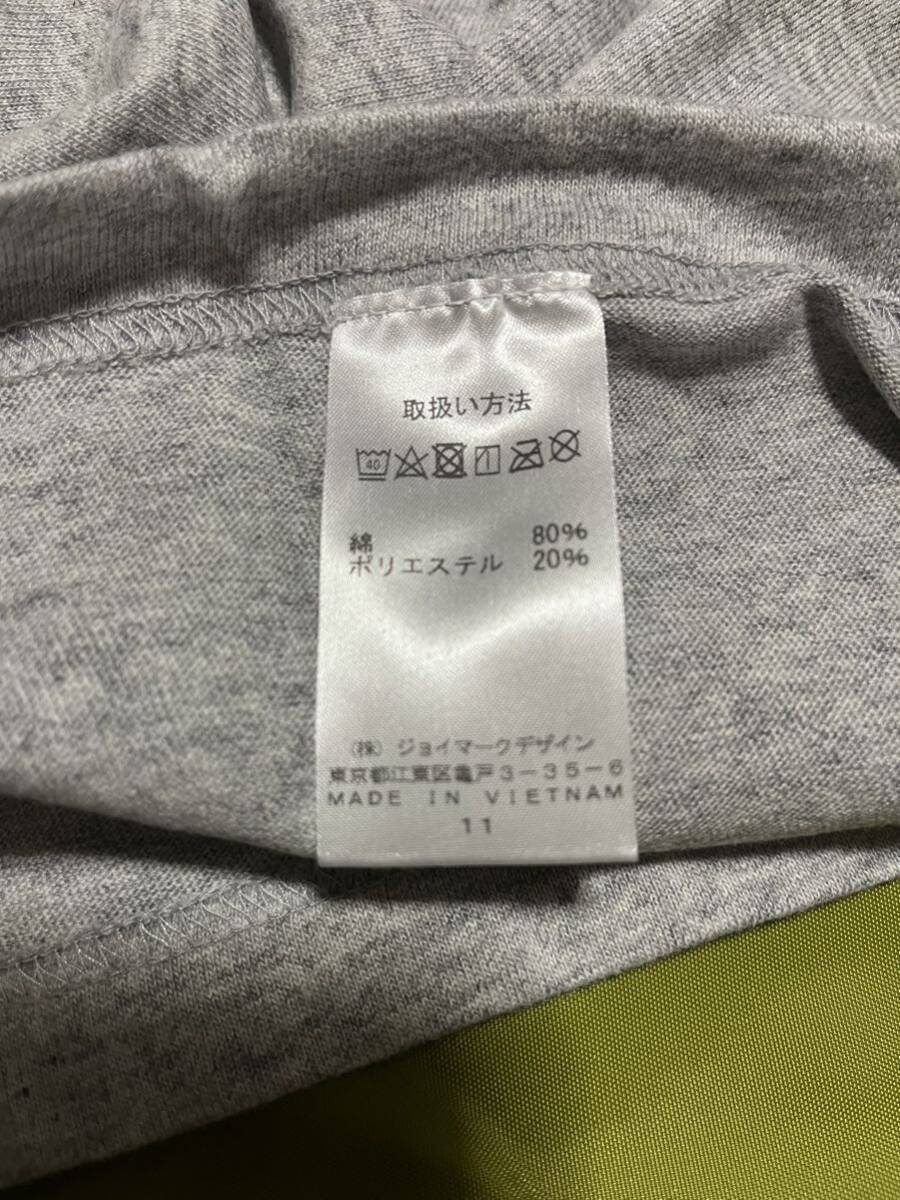 取扱い方法
40
綿 80%
ポリエステル 20%
(株) ジョイマークデザイン
東京都江東区亀戸3-35-6
MADE IN VIETNAM
11